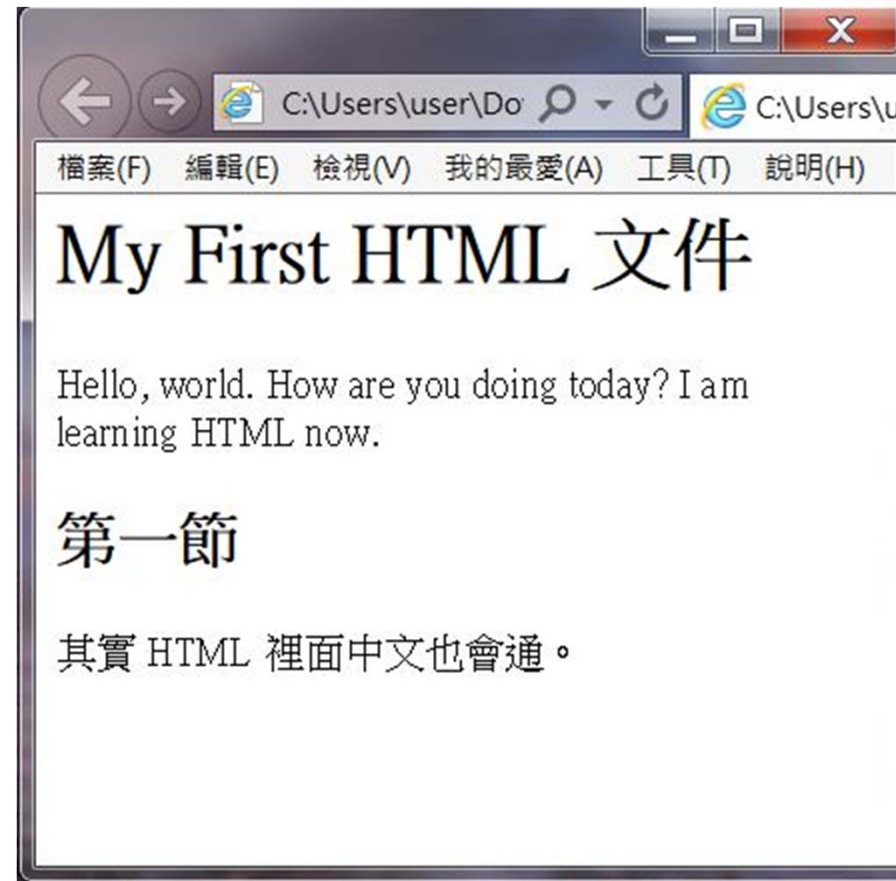 C:\Users\user\Do C:\Users\u
檔案(F) 編輯(E) 檢視(V) 我的最愛(A) 工具(T) 說明(H)
My First HTML 文件
Hello, world. How are you doing today? I am
learning HTML now.
第一節
其實 HTML 裡面中文也會通。